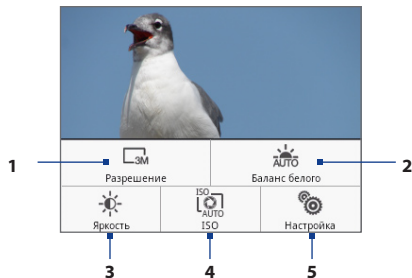 1
3M
Разрешение
AUTO
Баланс белого
2
Яркость
ISO
AUTO
ISO
Настройка
3
4
5